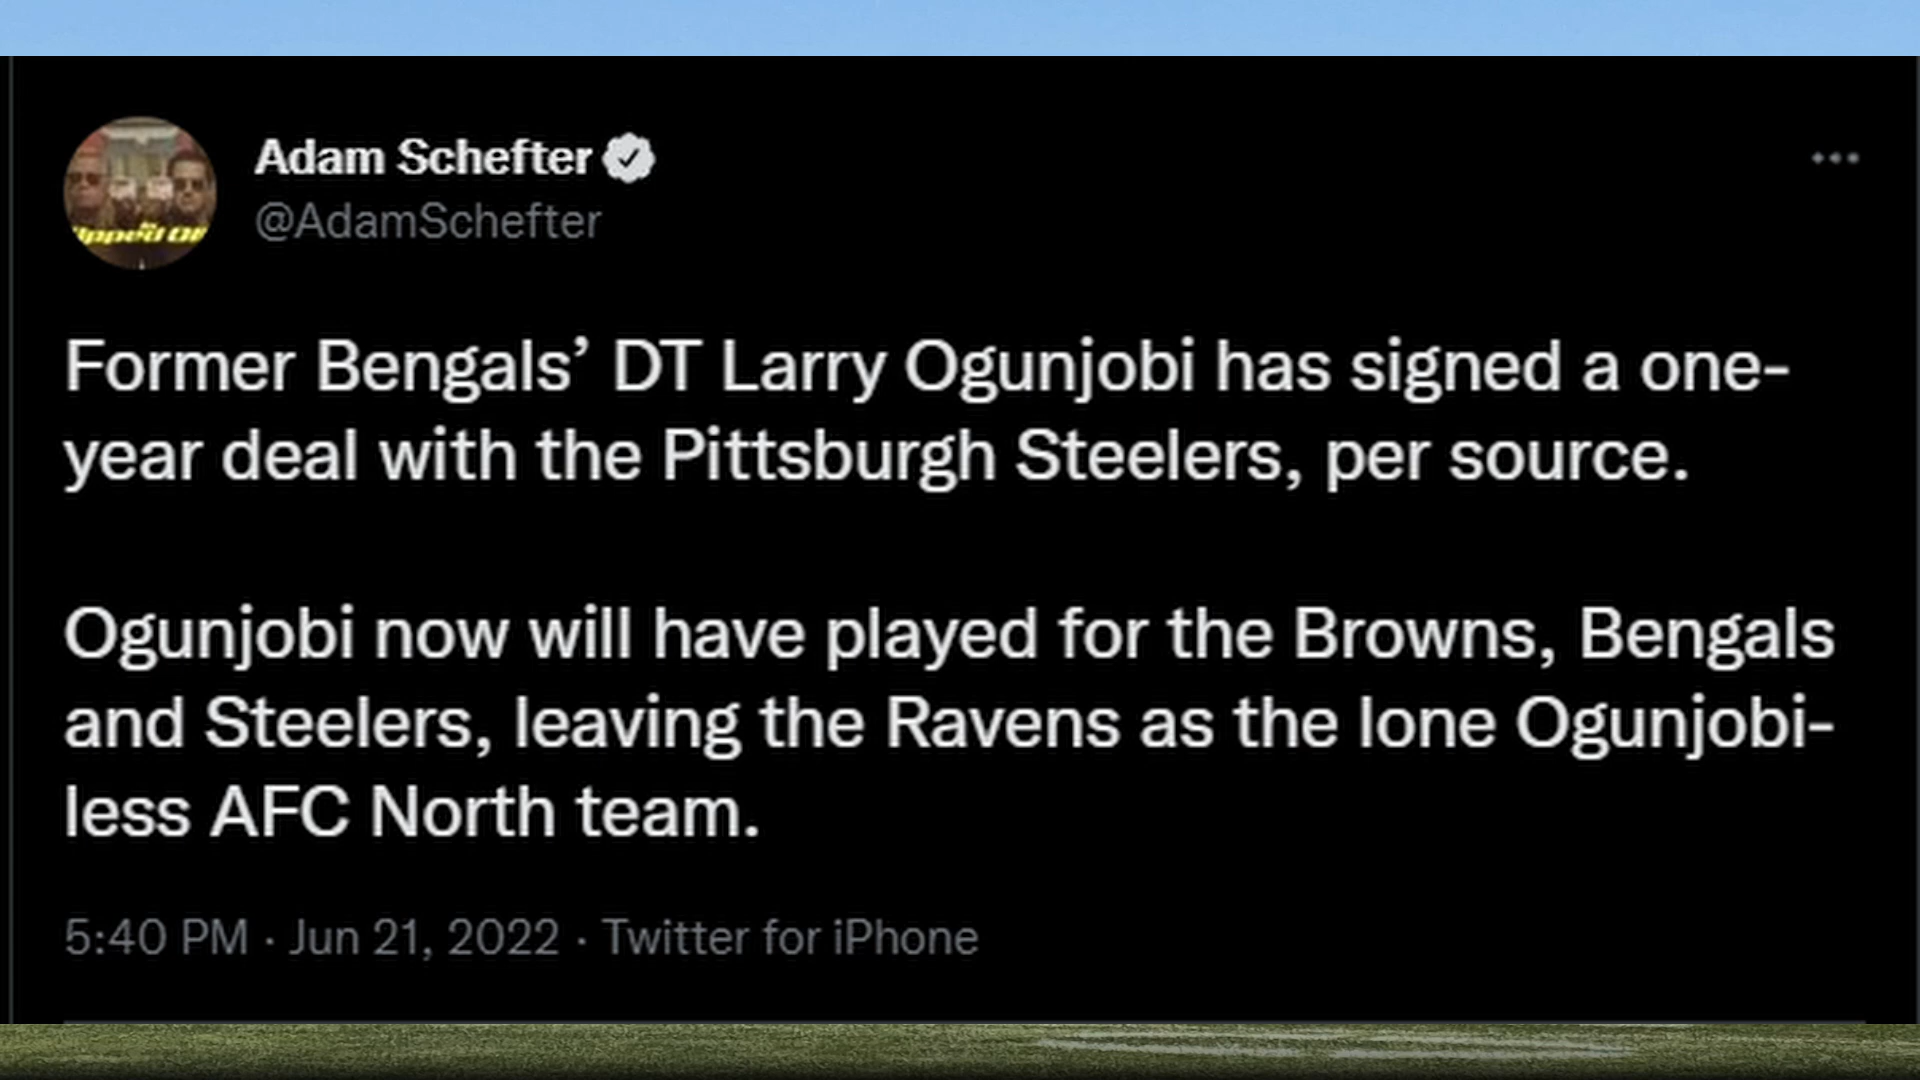 Adam Schefter
@AdamSchefter
Former Bengals’ DT Larry Ogunjobi has signed a one-
year deal with the Pittsburgh Steelers, per source.
Ogunjobi now will have played for the Browns, Bengals
and Steelers, leaving the Ravens as the lone Ogunjobi-
less AFC North team.
5:40 PM · Jun 21, 2022 · Twitter for iPhone